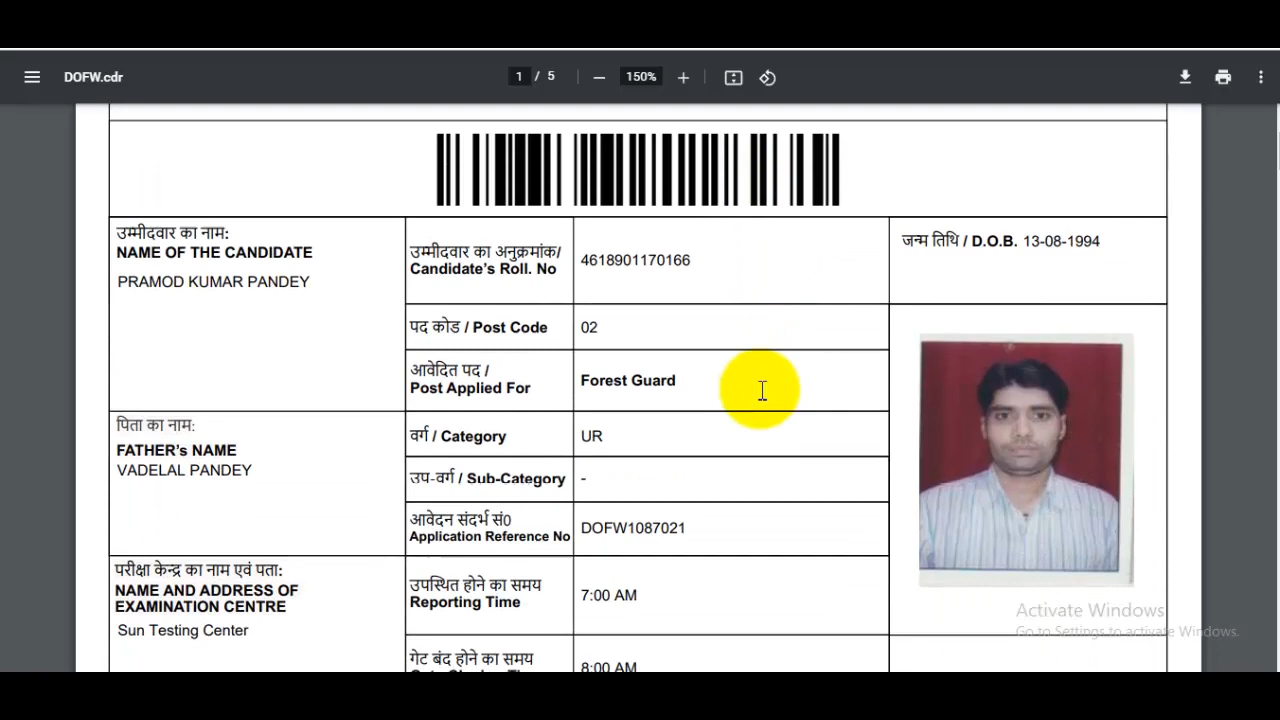 DOFW.cdr
1 / 5
150%
उम्मीदवार का नाम:
NAME OF THE CANDIDATE
PRAMOD KUMAR PANDEY
उम्मीदवार का अनुक्रमांक/
Candidate's Roll. No
4618901170166
जन्म तिथि / D.O.B. 13-08-1994
पद कोड / Post Code
02
आवेदित पद /
Post Applied For
Forest Guard
पिता का नाम:
FATHER's NAME
VADELAL PANDEY
वर्ग / Category
UR
उप-वर्ग / Sub-Category
-
आवेदन संदर्भ सं0
Application Reference No
DOFW1087021
परीक्षा केन्द्र का नाम एवं पता:
NAME AND ADDRESS OF
EXAMINATION CENTRE
Sun Testing Center
उपस्थित होने का समय
Reporting Time
7:00 AM
गेट बंद होने का समय
8:00 AM
Activate Windows
Go to Settings to activate Windows.